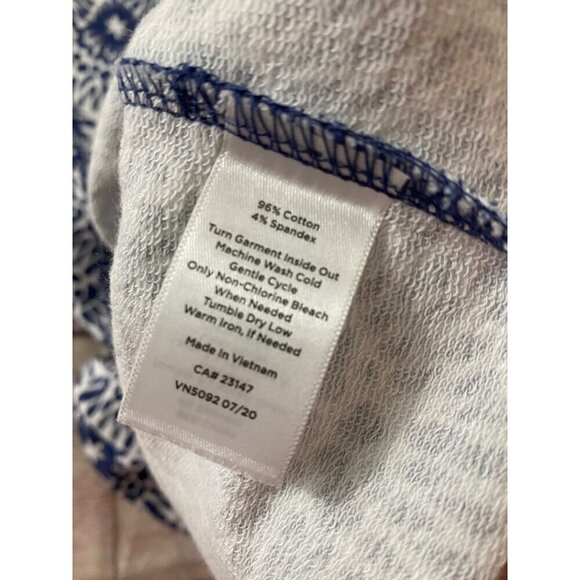 96% Cotton
4% Spandex
Turn Garment Inside Out
Machine Wash Cold
Gentle Cycle
Only Non-Chlorine Bleach
When Needed
Tumble Dry Low
Warm Iron, If Needed
Made In Vietnam
CA# 23147
VN5092 07/20